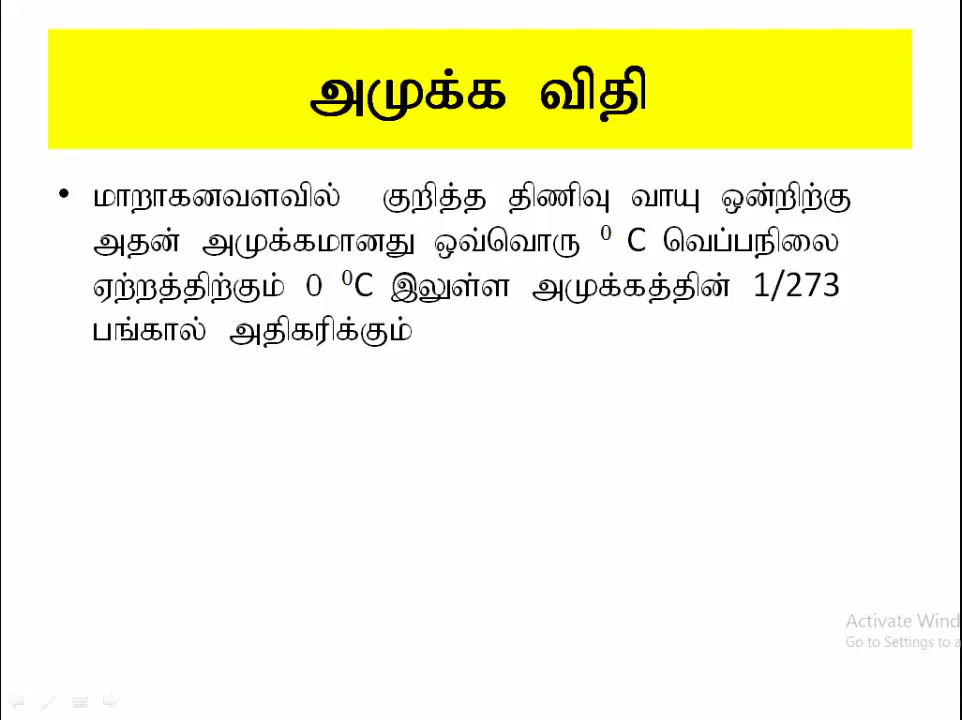 அமுக்க விதி
• மாறாகனவளவில் குறித்த திணிவு வாயு ஒன்றிற்கு
அதன் அமுக்கமானது ஒவ்வொரு ⁰ C வெப்பநிலை
ஏற்றத்திற்கும் 0 ⁰C இலுள்ள அமுக்கத்தின் 1/273
பங்கால் அதிகரிக்கும்
Activate Wind
Go to Settings to a